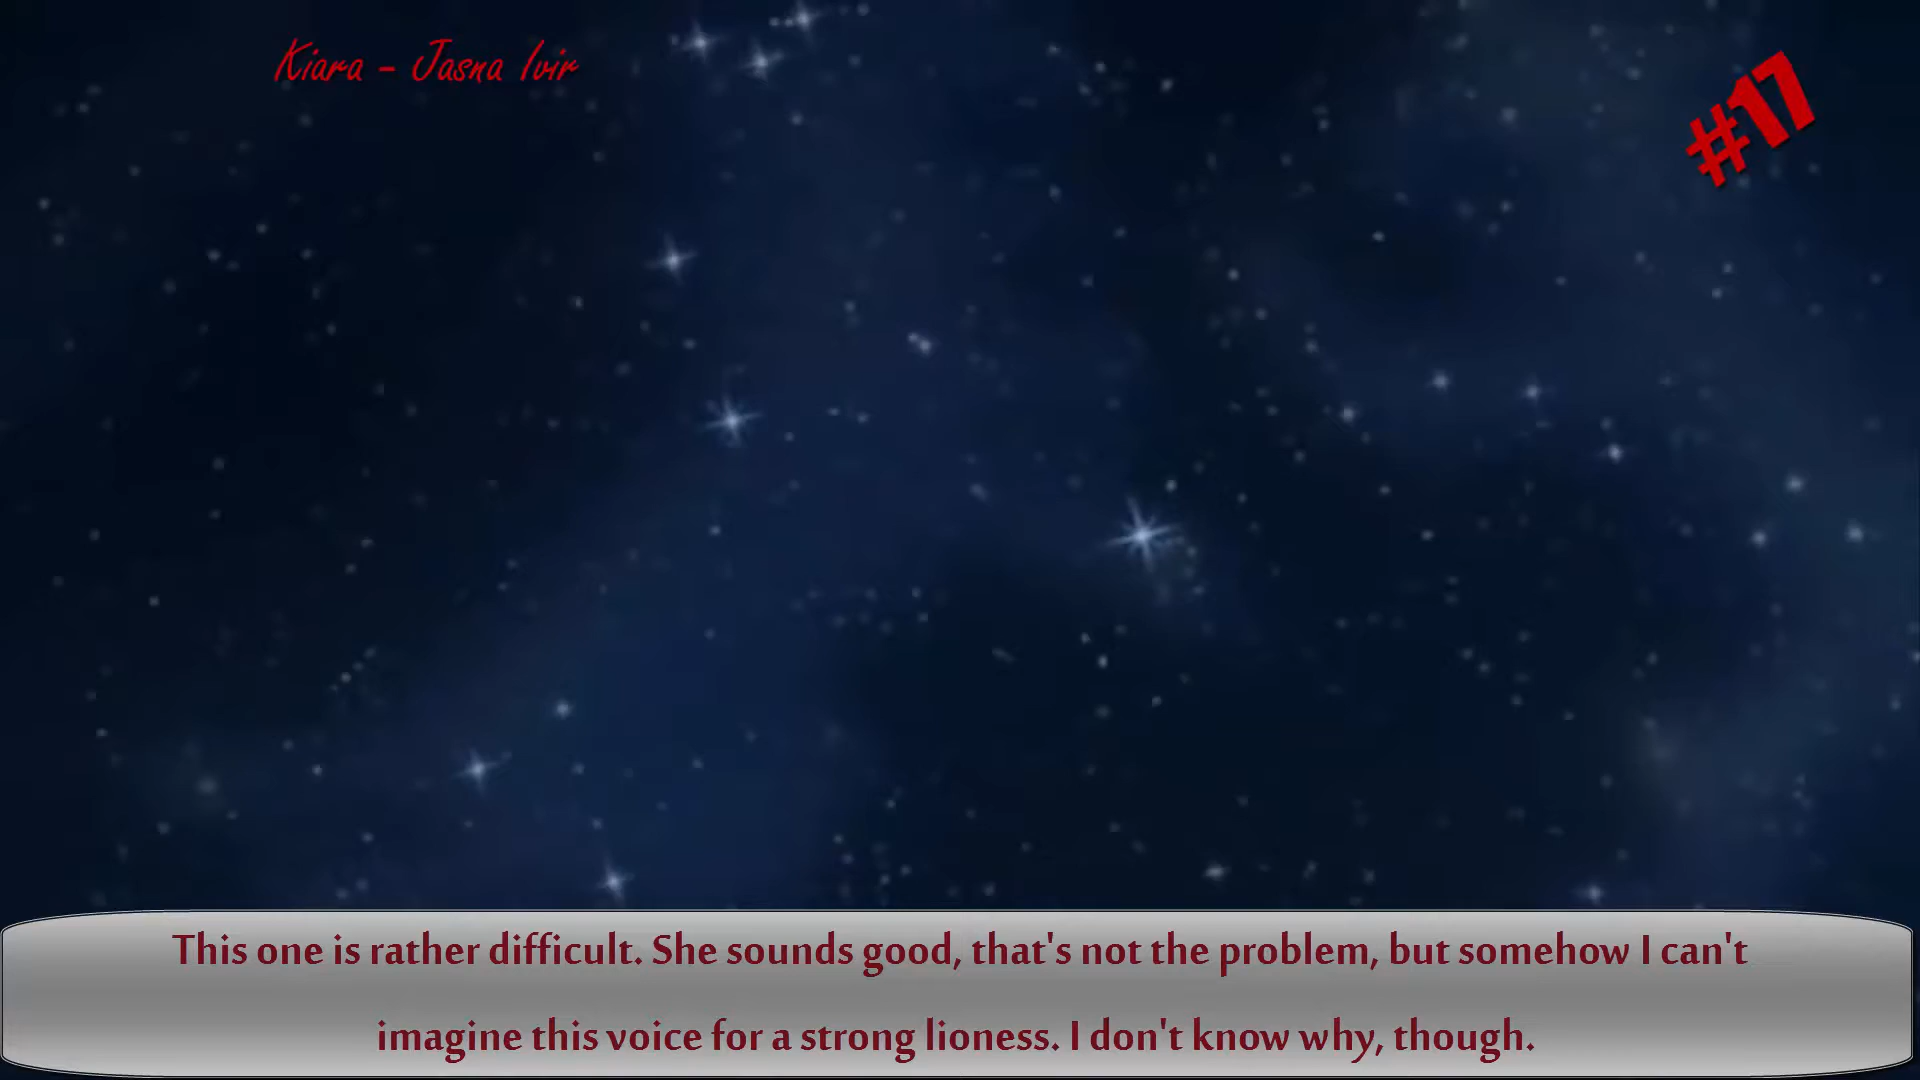 Kiara - Jasna Ivir
#17
This one is rather difficult. She sounds good, that's not the problem, but somehow I can't
imagine this voice for a strong lioness. I don't know why, though.